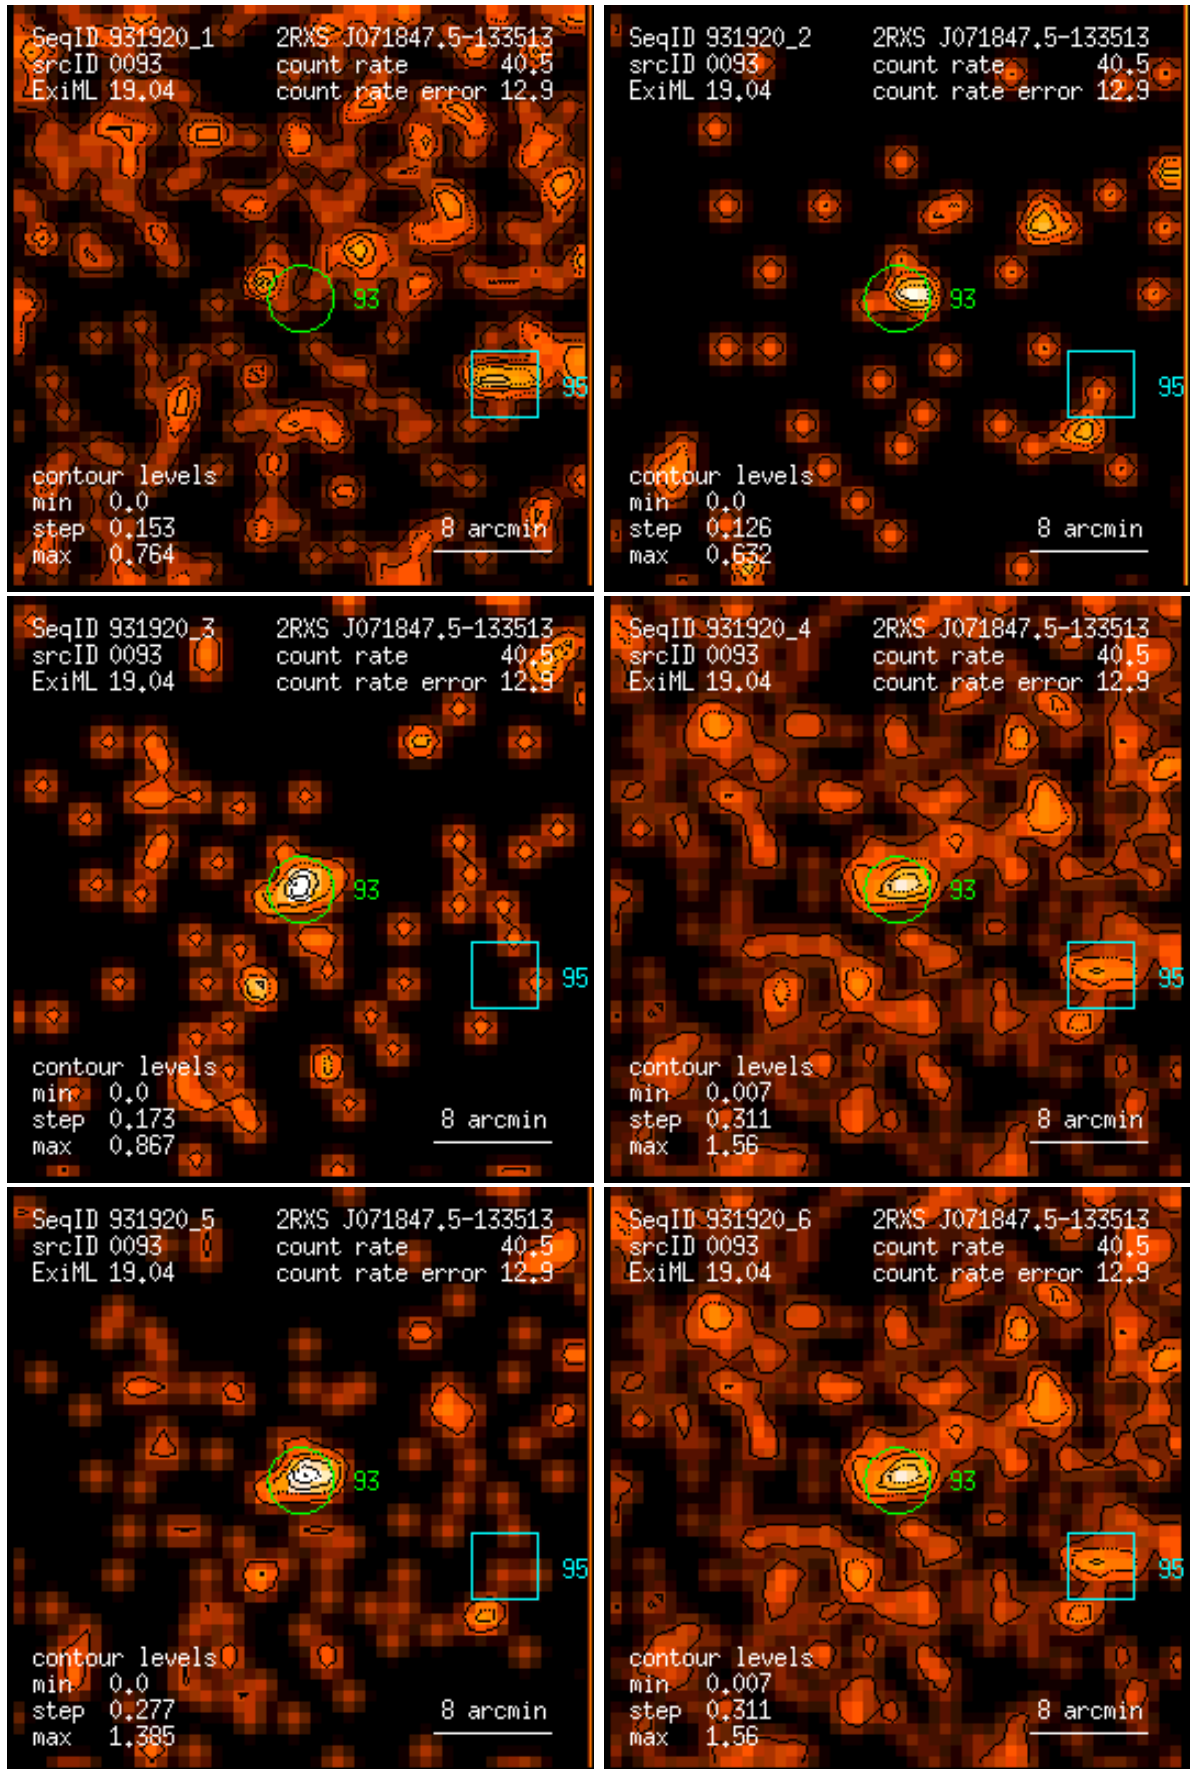 SeqID 931920_1 2RXS J071847.5-133513
srcID 0093 count rate 40.5
ExiML 19.04 count rate error 12.9
93
95
contour levels
min 0.0
step 0.153 8 arcmin
max 0.764
SeqID 931920_2 2RXS J071847.5-133513
srcID 0093 count rate 40.5
ExiML 19.04 count rate error 12.9
93
95
contour levels
min 0.0
step 0.126 8 arcmin
max 0.632
SeqID 931920_3 2RXS J071847.5-133513
srcID 0093 count rate 40.5
ExiML 19.04 count rate error 12.9
93
95
contour levels
min 0.0
step 0.173 8 arcmin
max 0.867
SeqID 931920_4 2RXS J071847.5-133513
srcID 0093 count rate 40.5
ExiML 19.04 count rate error 12.9
93
95
contour levels
min 0.007
step 0.311 8 arcmin
max 1.56
SeqID 931920_5 2RXS J071847.5-133513
srcID 0093 count rate 40.5
ExiML 19.04 count rate error 12.9
93
95
contour levels
min 0.0
step 0.277 8 arcmin
max 1.385
SeqID 931920_6 2RXS J071847.5-133513
srcID 0093 count rate 40.5
ExiML 19.04 count rate error 12.9
93
95
contour levels
min 0.007
step 0.311 8 arcmin
max 1.56